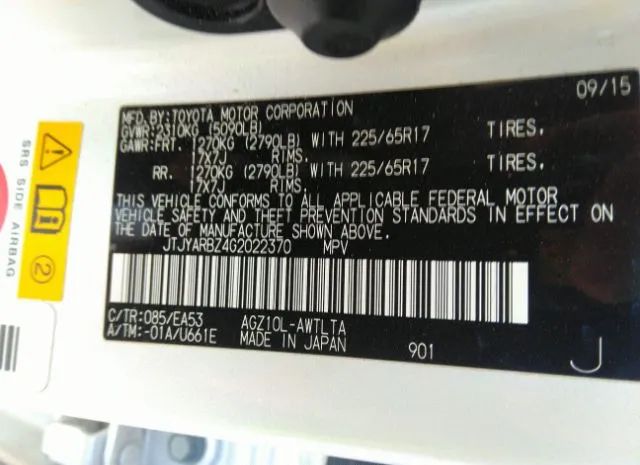 09/15
MFD.BY:TOYOTA MOTOR CORPORATION
GVWR:2310KG (5090LB)
GAWR:FRT. 1270KG (2790LB) WITH 225/65R17 TIRES,
17X7J RIMS,
RR. 1270KG (2790LB) WITH 225/65R17 TIRES,
17X7J RIMS,
THIS VEHICLE CONFORMS TO ALL APPLICABLE FEDERAL MOTOR
VEHICLE SAFETY AND THEFT PREVENTION STANDARDS IN EFFECT ON
THE DATE OF MANUFACTURE SHOWN ABOVE.
JTJYARBZ4G2022370 MPV
C/TR:085/EA53 AGZ10L-AWTLTA
A/TM:-01A/U661E MADE IN JAPAN 901 J
SRS SIDE AIRBAG
2